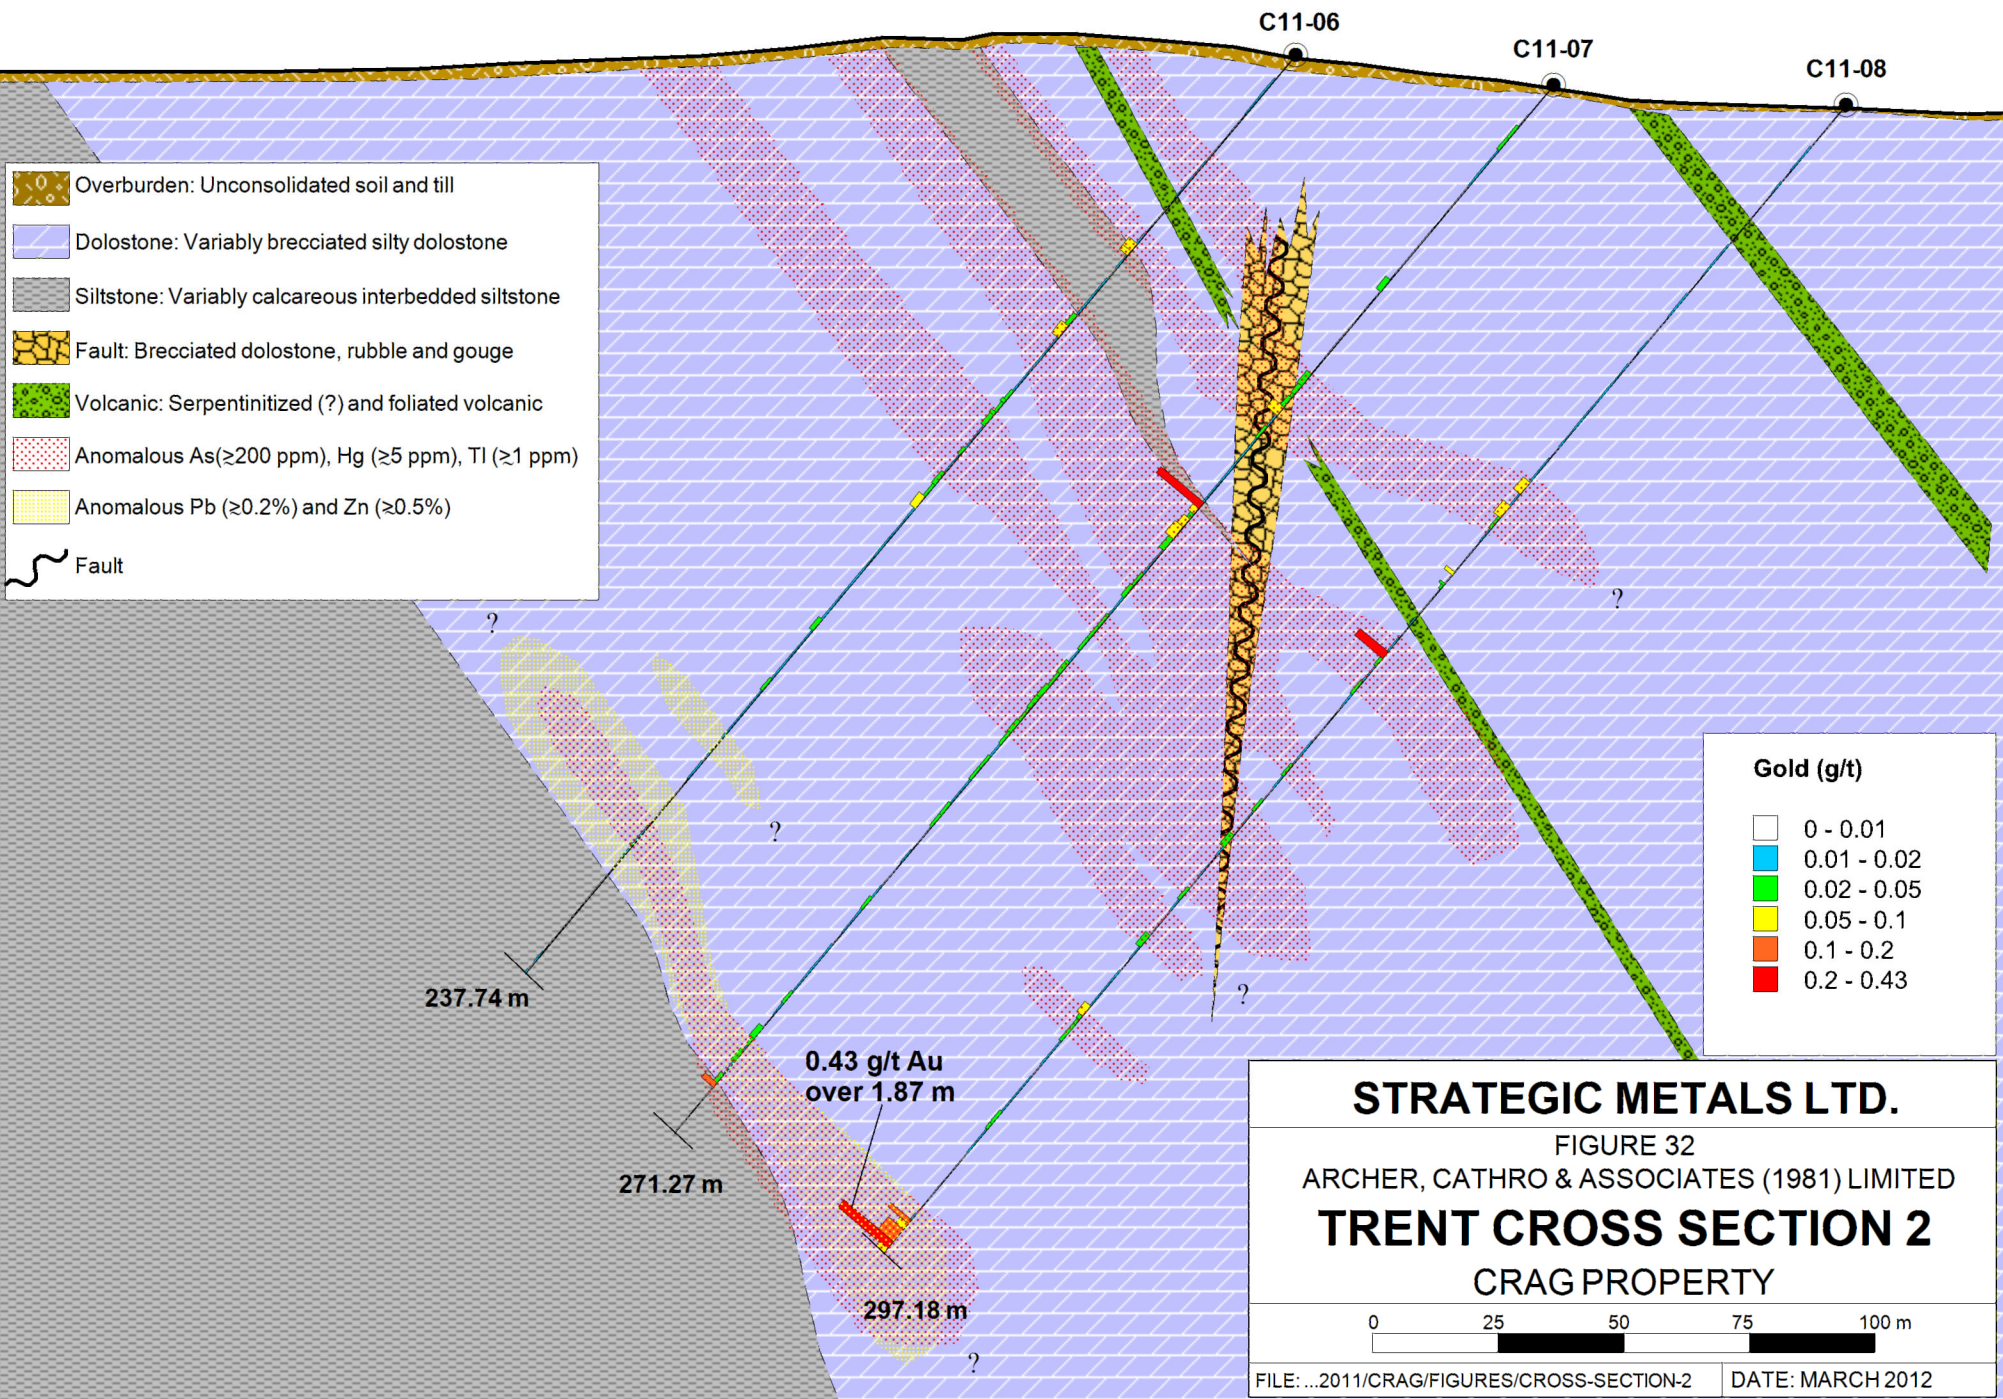 C11-06
C11-07
C11-08
Overburden: Unconsolidated soil and till
Dolostone: Variably brecciated silty dolostone
Siltstone: Variably calcareous interbedded siltstone
Fault: Brecciated dolostone, rubble and gouge
Volcanic: Serpentinitized (?) and foliated volcanic
Anomalous As(≥200 ppm), Hg (≥5 ppm), Tl (≥1 ppm)
Anomalous Pb (≥0.2%) and Zn (≥0.5%)
Fault
?
?
?
?
?
237.74 m
271.27 m
0.43 g/t Au
over 1.87 m
297.18 m
Gold (g/t)
0 - 0.01
0.01 - 0.02
0.02 - 0.05
0.05 - 0.1
0.1 - 0.2
0.2 - 0.43
STRATEGIC METALS LTD.
FIGURE 32
ARCHER, CATHRO & ASSOCIATES (1981) LIMITED
TRENT CROSS SECTION 2
CRAG PROPERTY
0 25 50 75 100 m
FILE: ...2011/CRAG/FIGURES/CROSS-SECTION-2
DATE: MARCH 2012